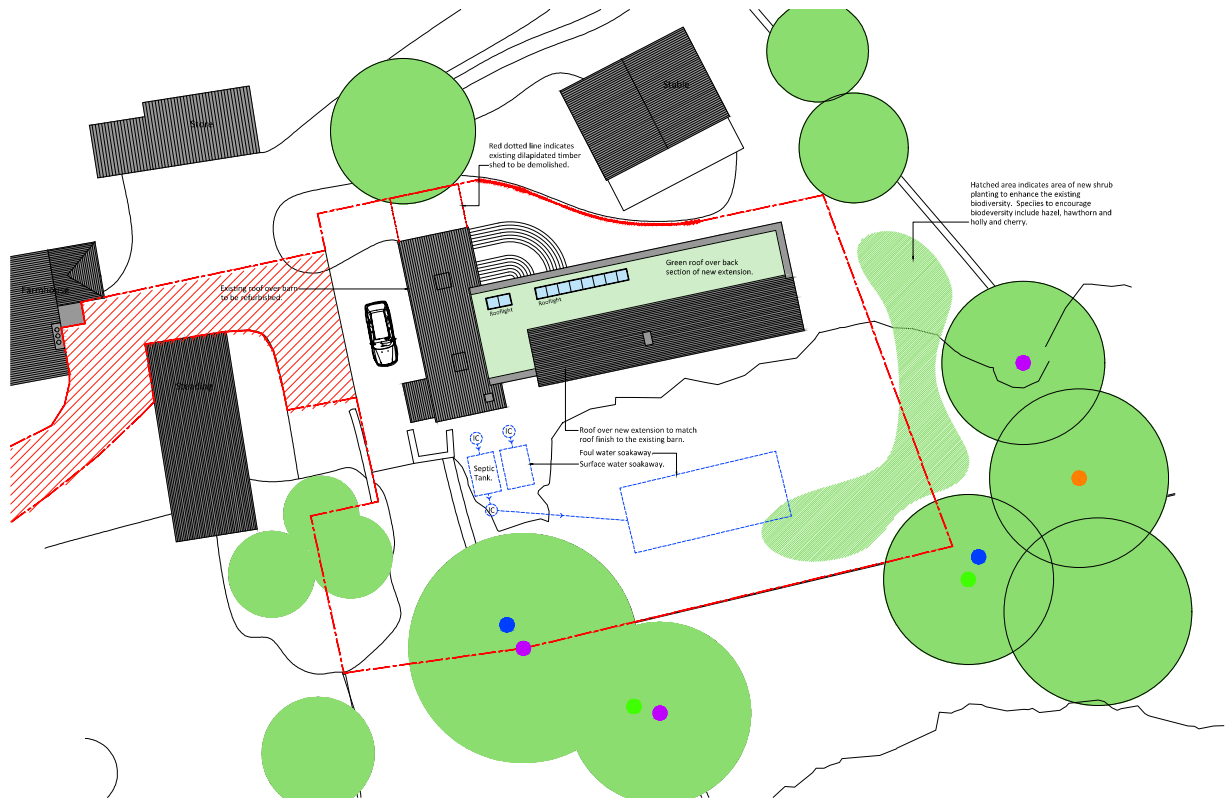 Store
Stable
Red dotted line indicates
existing dilapidated timber
shed to be demolished.
Hatched area indicates area of new shrub
planting to enhance the existing
biodiversity. Speciies to encourage
biodeversity include hazel, hawthorn and
holly and cherry.
Green roof over back
section of new extension.
Farmhouse
Existing roof over barn
to be refurbished.
Rooflight
Rooflight
Steading
Roof over new extension to match
roof finish to the existing barn.
Foul water soakaway
Surface water soakaway.
IC
IC
Septic
Tank.
IC